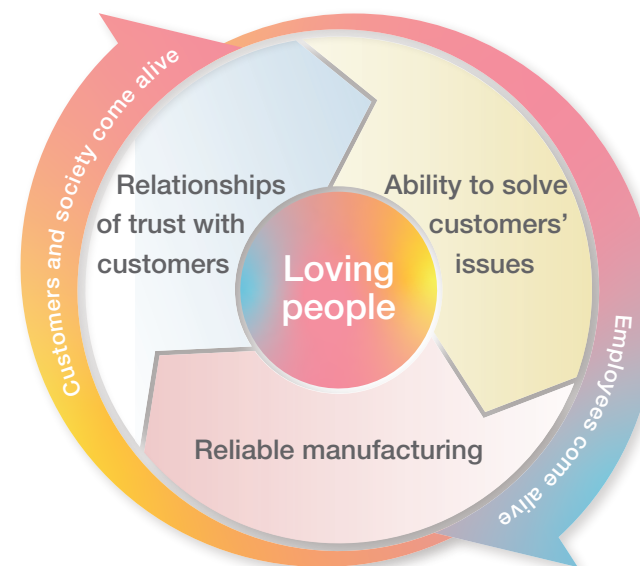 Customers and society come alive
Relationships
of trust with
customers
Ability to solve
customers’
issues
Loving
people
Reliable manufacturing
Employees come alive